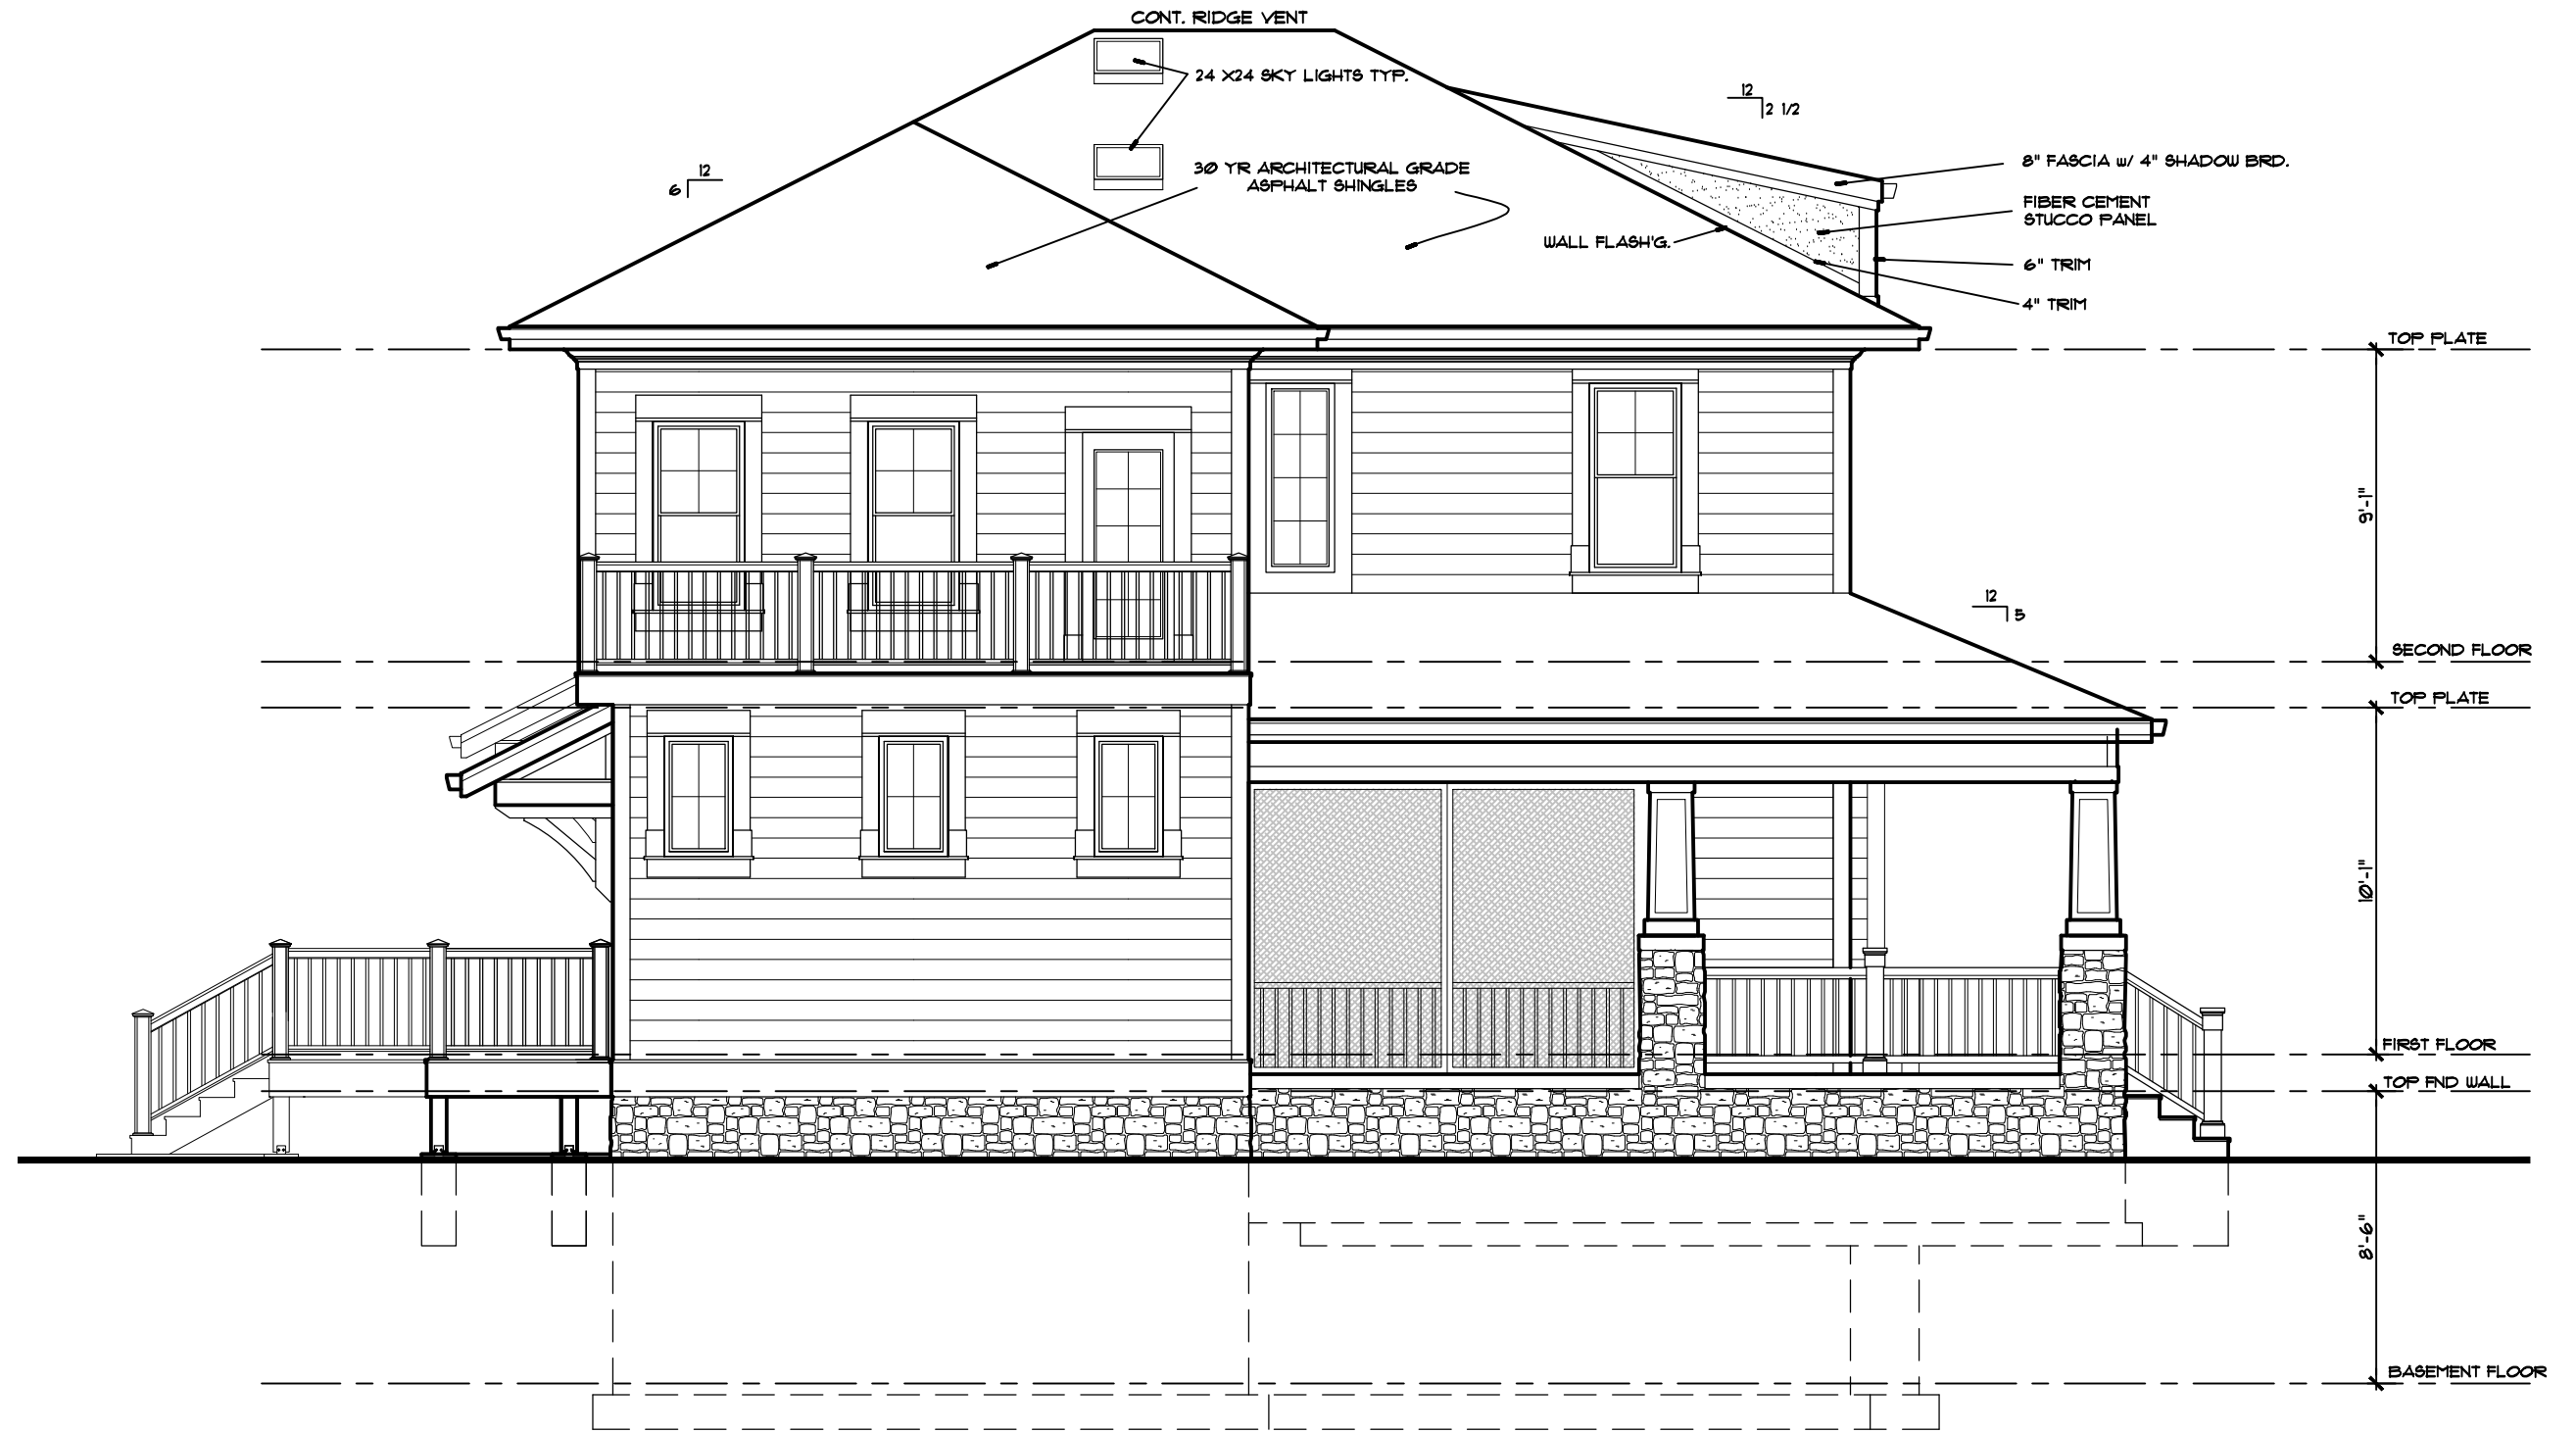 CONT. RIDGE VENT
24 X24 SKY LIGHTS TYP.
12
2 1/2
8" FASCIA W/ 4" SHADOW BRD.
12
6
30 YR ARCHITECTURAL GRADE
ASPHALT SHINGLES
FIBER CEMENT
STUCCO PANEL
WALL FLASH'G.
6" TRIM
4" TRIM
TOP PLATE
9'-1"
12
5
SECOND FLOOR
TOP PLATE
10'-1"
FIRST FLOOR
TOP FND WALL
8'-6"
BASEMENT FLOOR